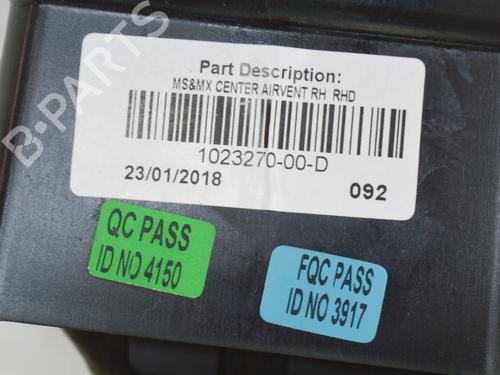 B-PARTS
Part Description:
MS&MX CENTER AIRVENT RH RHD
1023270-00-D
23/01/2018 092
QC PASS
ID NO 4150
FQC PASS
ID NO 3917